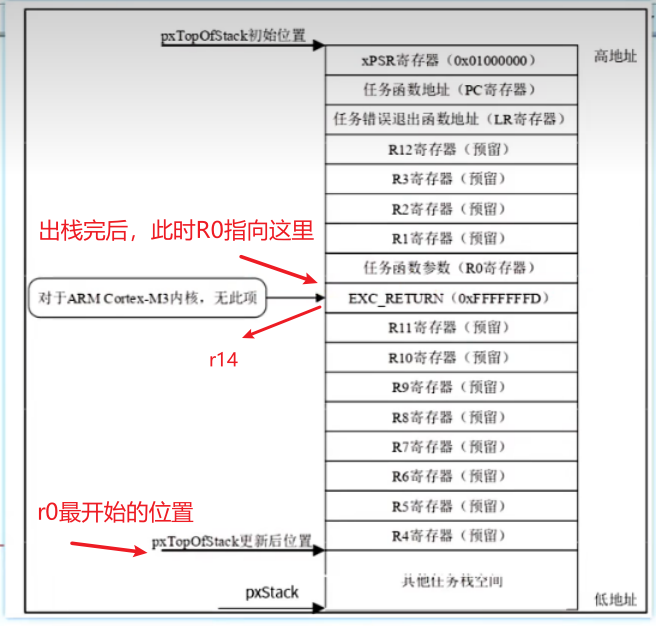 pxTopOfStack初始位置
高地址
xPSR寄存器（0x01000000）
任务函数地址（PC寄存器）
任务错误退出函数地址（LR寄存器）
R12寄存器（预留）
R3寄存器（预留）
R2寄存器（预留）
出栈完后，此时R0指向这里
R1寄存器（预留）
任务函数参数（R0寄存器）
对于ARM Cortex-M3内核，无此项
EXC_RETURN（0xFFFFFFFD）
R11寄存器（预留）
r14
R10寄存器（预留）
R9寄存器（预留）
R8寄存器（预留）
R7寄存器（预留）
R6寄存器（预留）
r0最开始的位置
R5寄存器（预留）
pxTopOfStack更新后位置
R4寄存器（预留）
其他任务栈空间
pxStack
低地址